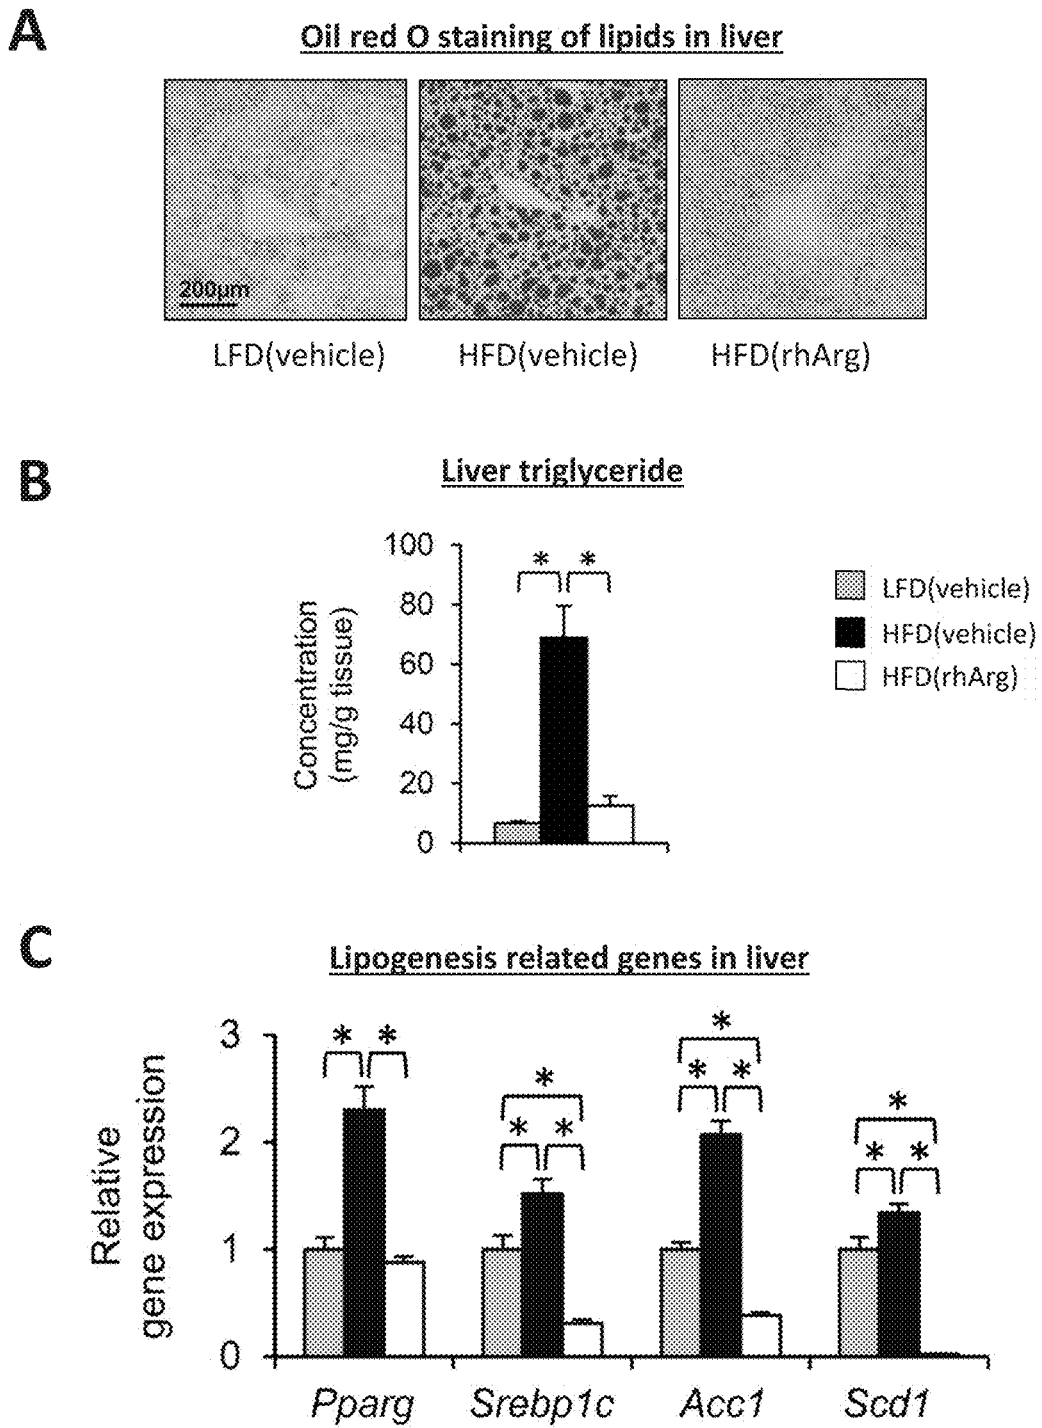 A
Oil red O staining of lipids in liver
200μm
LFD(vehicle) HFD(vehicle) HFD(rhArg)
B
Liver triglyceride
Concentration
(mg/g tissue)
100
80
60
40
20
0
* *
LFD(vehicle)
HFD(vehicle)
HFD(rhArg)
C
Lipogenesis related genes in liver
Relative
gene expression
3
2
1
0
* *
*
* *
*
* *
*
* *
Pparg Srebp1c Acc1 Scd1